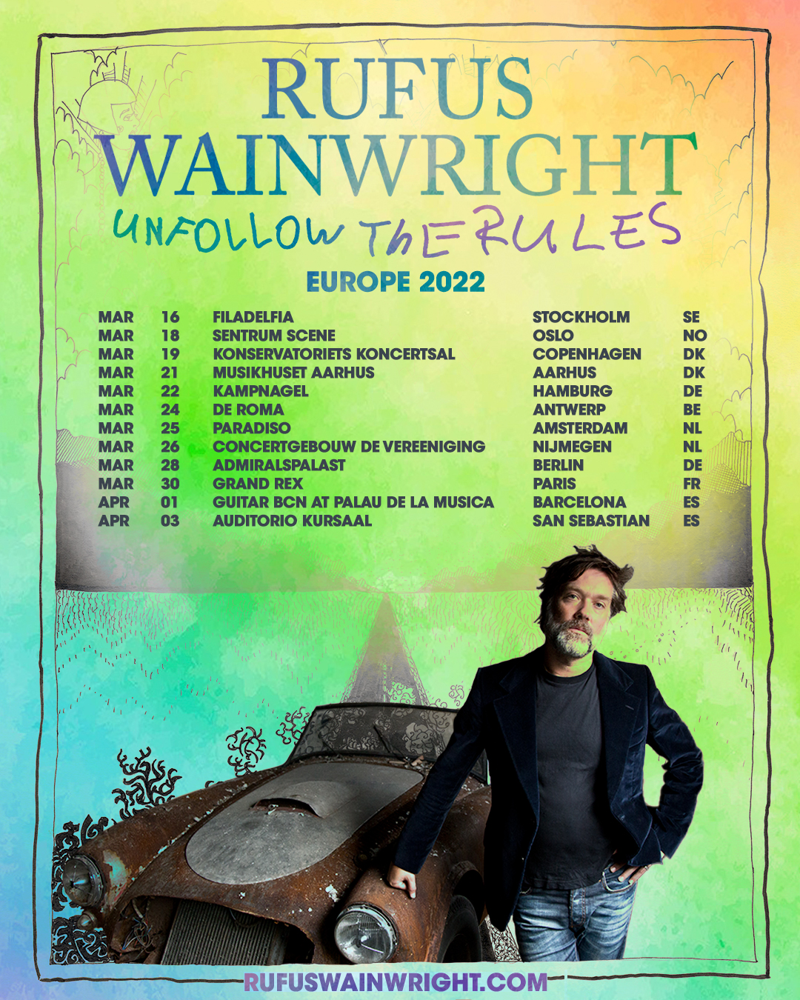 RUFUS
WAINWRIGHT
UNFOLLOW THE RULES
EUROPE 2022
MAR 16 FILADELFIA STOCKHOLM SE
MAR 18 SENTRUM SCENE OSLO NO
MAR 19 KONSERVATORIETS KONCERTSAL COPENHAGEN DK
MAR 21 MUSIKHUSET AARHUS AARHUS DK
MAR 22 KAMPNAGEL HAMBURG DE
MAR 24 DE ROMA ANTWERP BE
MAR 25 PARADISO AMSTERDAM NL
MAR 26 CONCERTGEBOUW DE VEREENIGING NIJMEGEN NL
MAR 28 ADMIRALSPALAST BERLIN DE
MAR 30 GRAND REX PARIS FR
APR 01 GUITAR BCN AT PALAU DE LA MUSICA BARCELONA ES
APR 03 AUDITORIO KURSAAL SAN SEBASTIAN ES
RUFUSWAINWRIGHT.COM